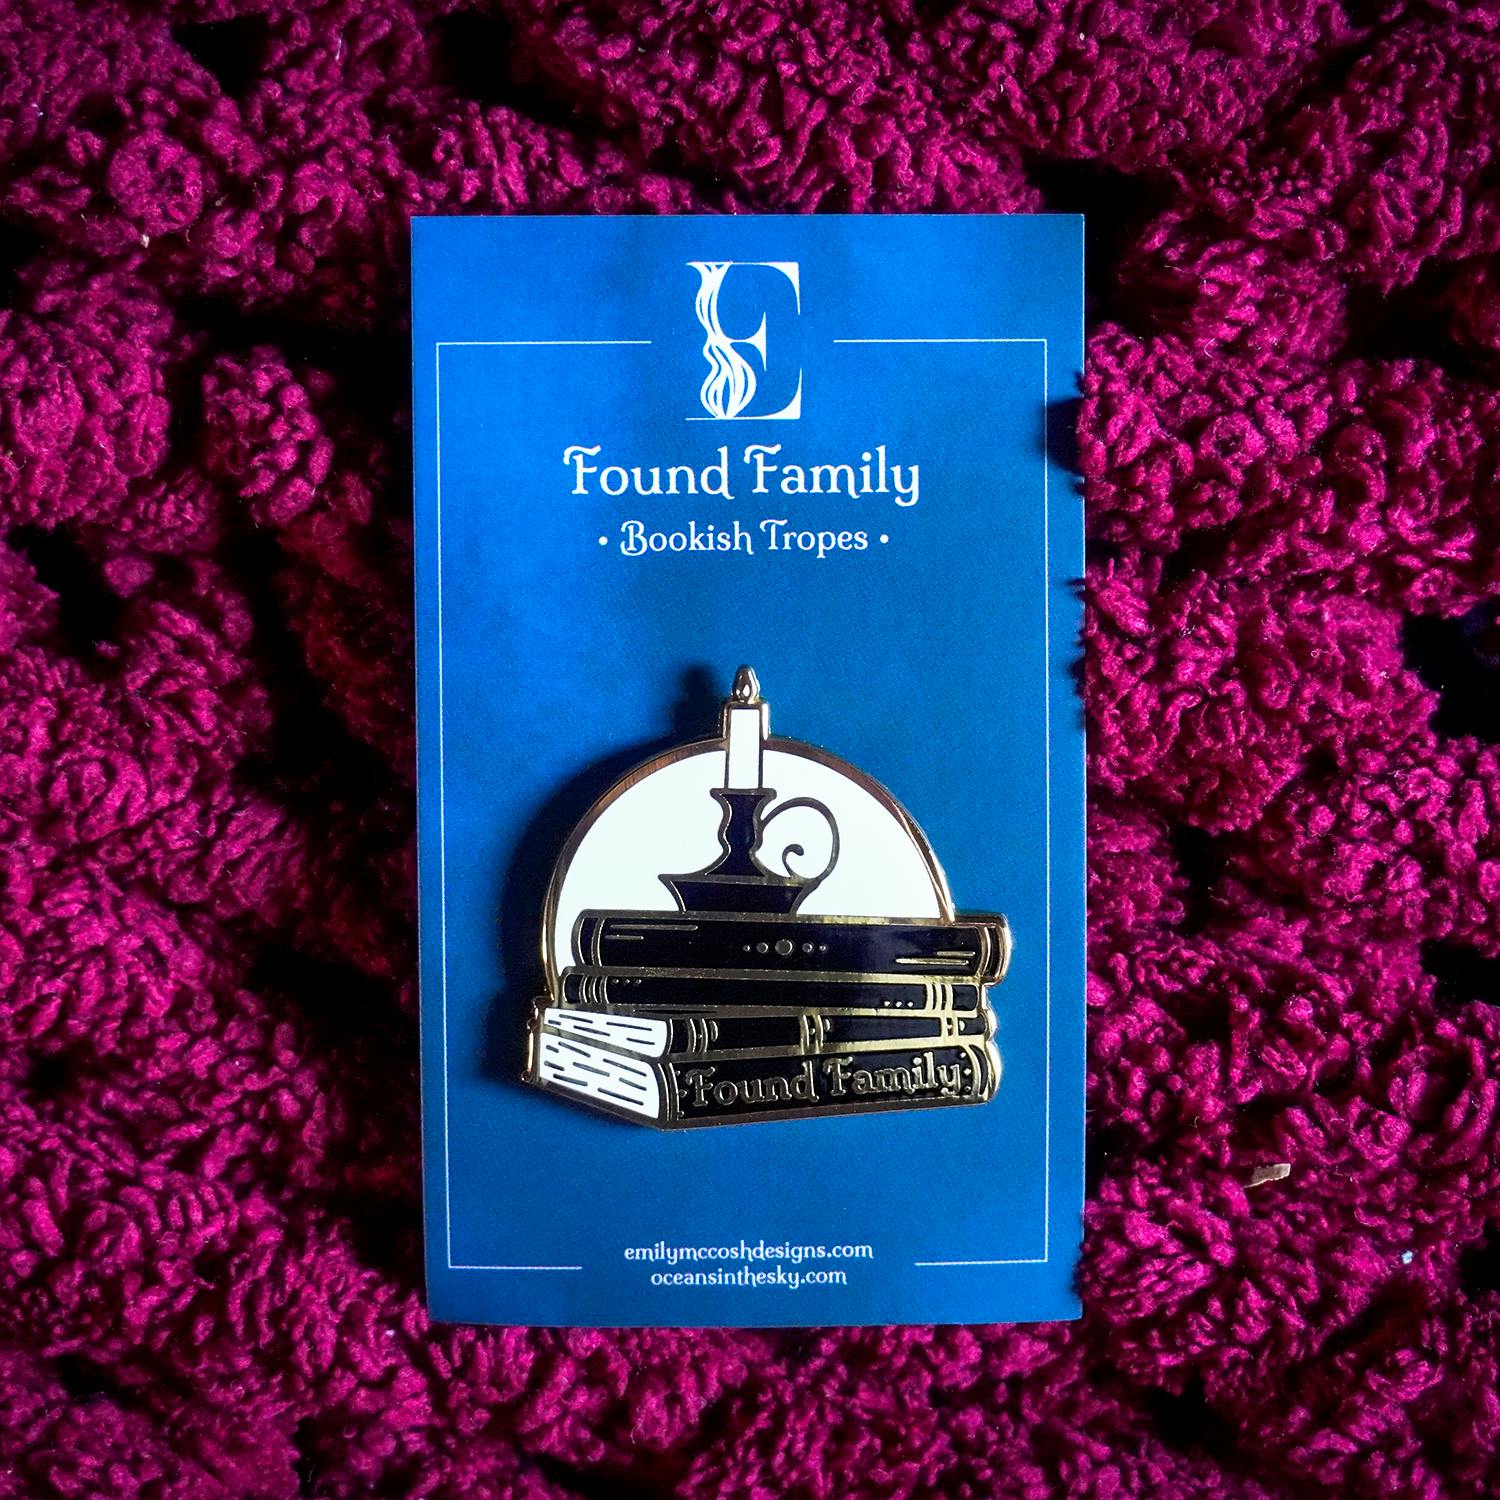 E
Found Family
• Bookish Tropes •
Found Family
emilymccoshdesigns.com
oceansinthesky.com